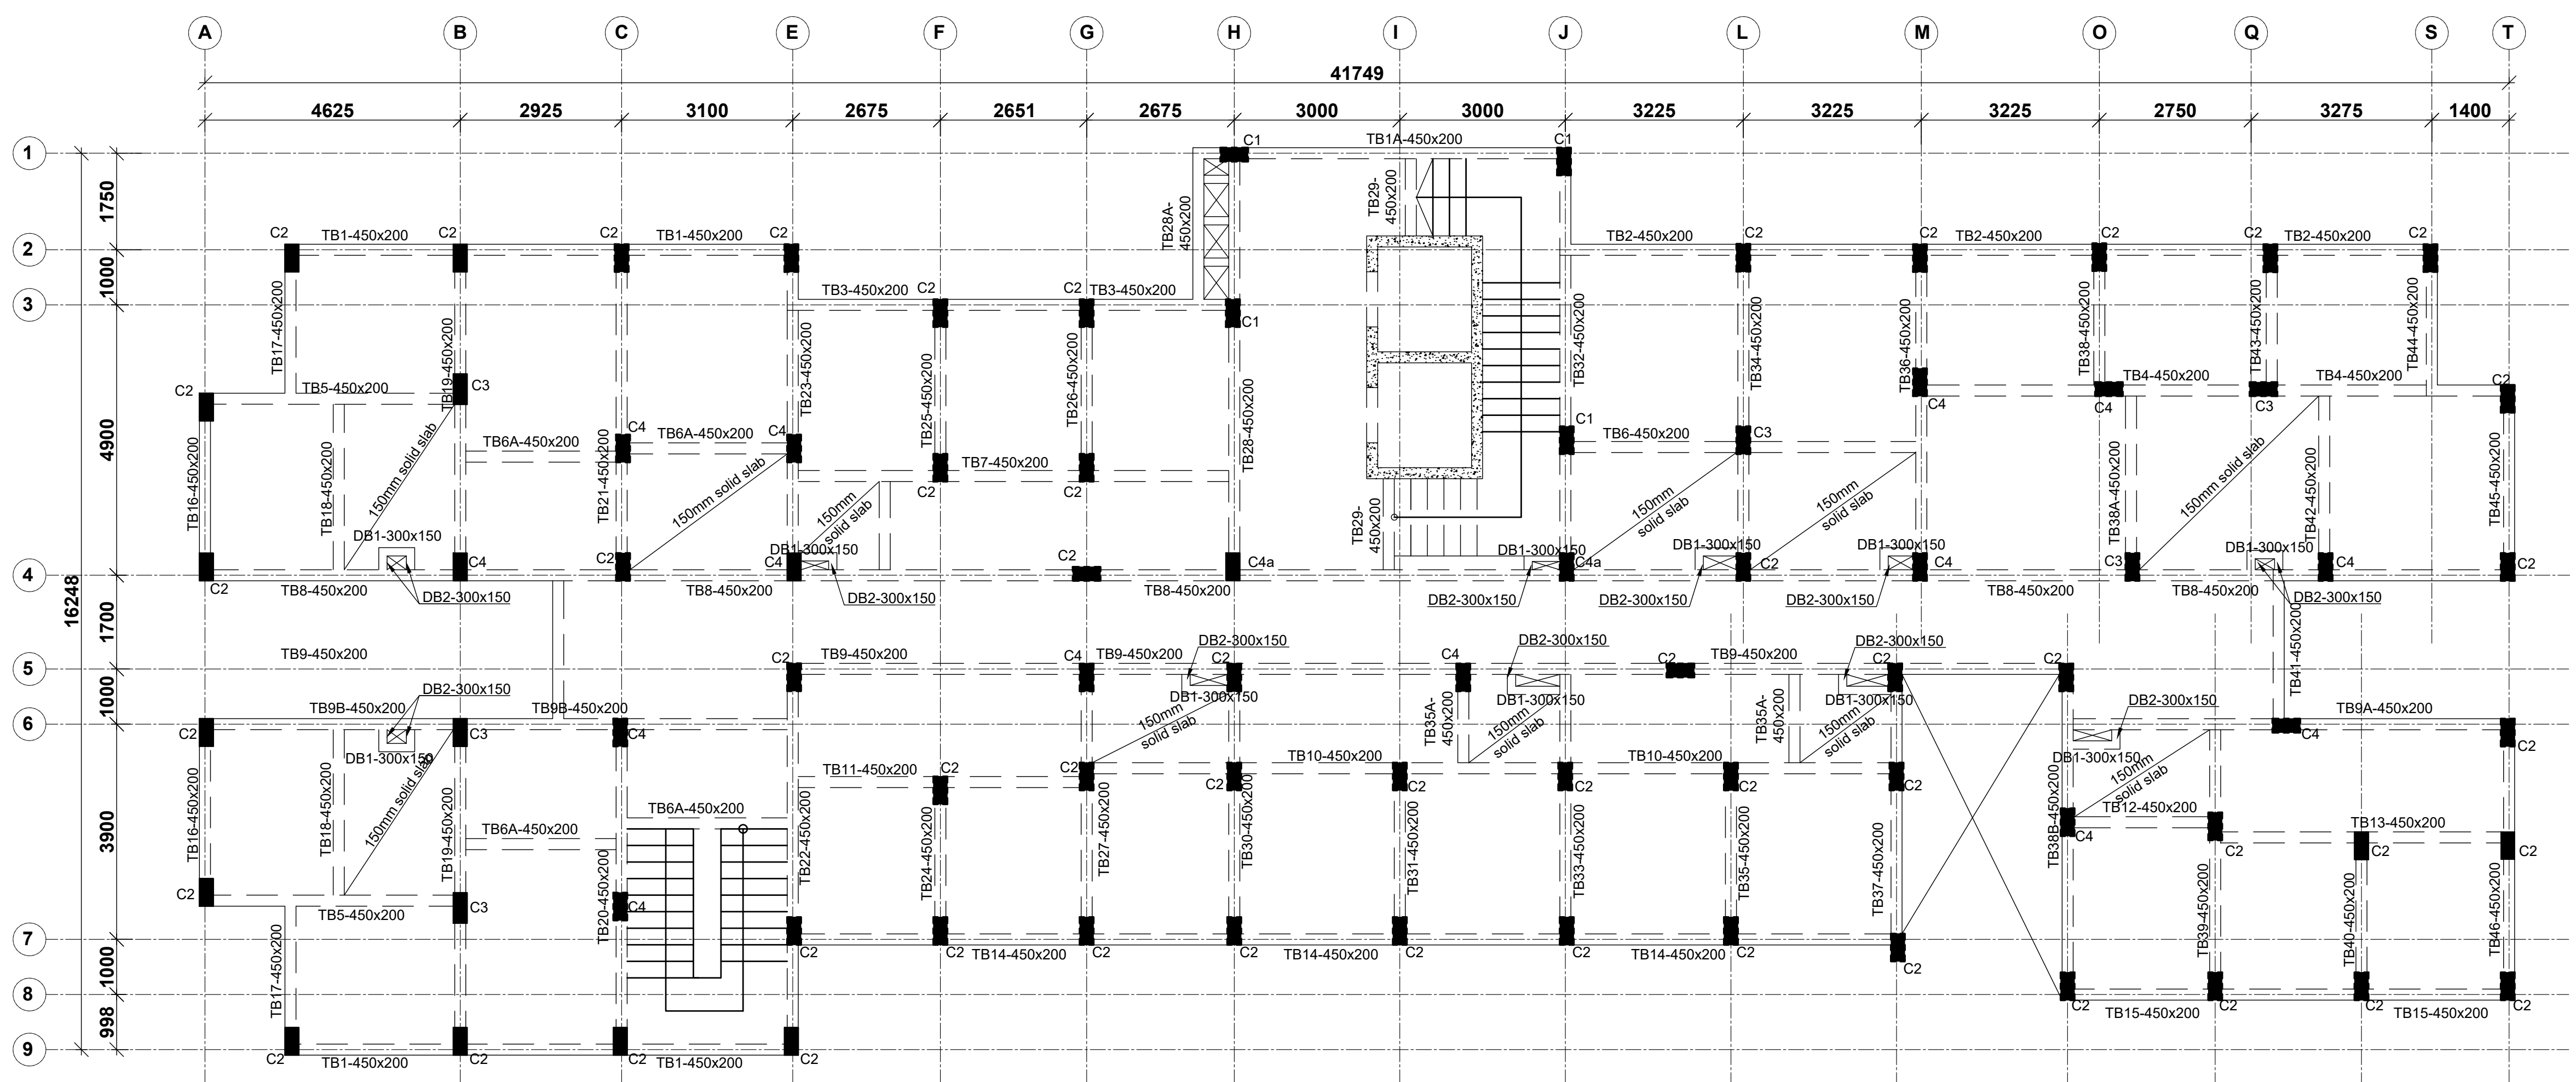 A B C E F G H I J L M O Q S T
41749
4625 2925 3100 2675 2651 2675 3000 3000 3225 3225 3225 2750 3275 1400
1
C1 TB1A-450x200 C1
1750
TB28A-
450x200
TB29-
450x200
2
C2 TB1-450x200 C2 C2 TB1-450x200 C2
TB2-450x200 C2 C2 TB2-450x200 C2 C2 TB2-450x200 C2
1000
3
TB3-450x200 C2 C2 TB3-450x200
C1
TB17-450x200
TB19-450x200
TB23-450x200
TB25-450x200
TB26-450x200
TB28-450x200
TB32-450x200
TB34-450x200
TB36-450x200
TB38-450x200
TB43-450x200
TB44-450x200
4900
C2 TB5-450x200 C3
C4 TB4-450x200 C4 C3 TB4-450x200 C2
TB6A-450x200 C4 TB6A-450x200 C4
C1 TB6-450x200 C3
TB7-450x200
C2 C2
TB16-450x200
TB18-450x200
150mm solid slab
TB21-450x200
150mm solid slab
150mm
solid slab
TB29-
450x200
150mm
solid slab
150mm
solid slab
TB38A-450x200
150mm solid slab
TB42-450x200
TB45-450x200
DB1-300x150 DB1-300x150 DB1-300x150 DB1-300x150 DB1-300x150 DB1-300x150
4
C2 C4 C2 C4 C2 C4a C4a C2 C4 C3 C4 C2
TB8-450x200 TB8-450x200 TB8-450x200 TB8-450x200 TB8-450x200
DB2-300x150 DB2-300x150 DB2-300x150 DB2-300x150 DB2-300x150 DB2-300x150
16248
1700
TB41-450x200
DB2-300x150 DB2-300x150 DB2-300x150
5
TB9-450x200 C2 TB9-450x200 C4 TB9-450x200 C2 C4 C2 TB9-450x200 C2 C2
DB1-300x150 DB1-300x150 DB1-300x150
1000
DB2-300x150 DB2-300x150
6
TB9B-450x200 TB9B-450x200 TB9A-450x200
C2 C3 C4 C4 C2
DB1-300x150 DB1-300x150
150mm
solid slab
TB35A-
450x200
150mm
solid slab
TB35A-
450x200
150mm
solid slab
150mm
solid slab
TB11-450x200 C2 C2 C2 TB10-450x200 C2 C2 TB10-450x200 C2 C2
3900
TB16-450x200
TB18-450x200
150mm solid slab
TB19-450x200
TB6A-450x200
TB6A-450x200
TB20-450x200
TB22-450x200
TB24-450x200
TB27-450x200
TB30-450x200
TB31-450x200
TB33-450x200
TB35-450x200
TB37-450x200
TB38B-450x200
TB12-450x200
C4 TB13-450x200
C2 C2 C2
TB39-450x200
TB40-450x200
TB46-450x200
C2 TB5-450x200 C3 C4
7
C2 C2 TB14-450x200 C2 C2 TB14-450x200 C2 C2 TB14-450x200 C2 C2
1000
TB17-450x200
8
C2 TB15-450x200 C2 C2 TB15-450x200 C2
998
9
C2 TB1-450x200 C2 C2 TB1-450x200 C2